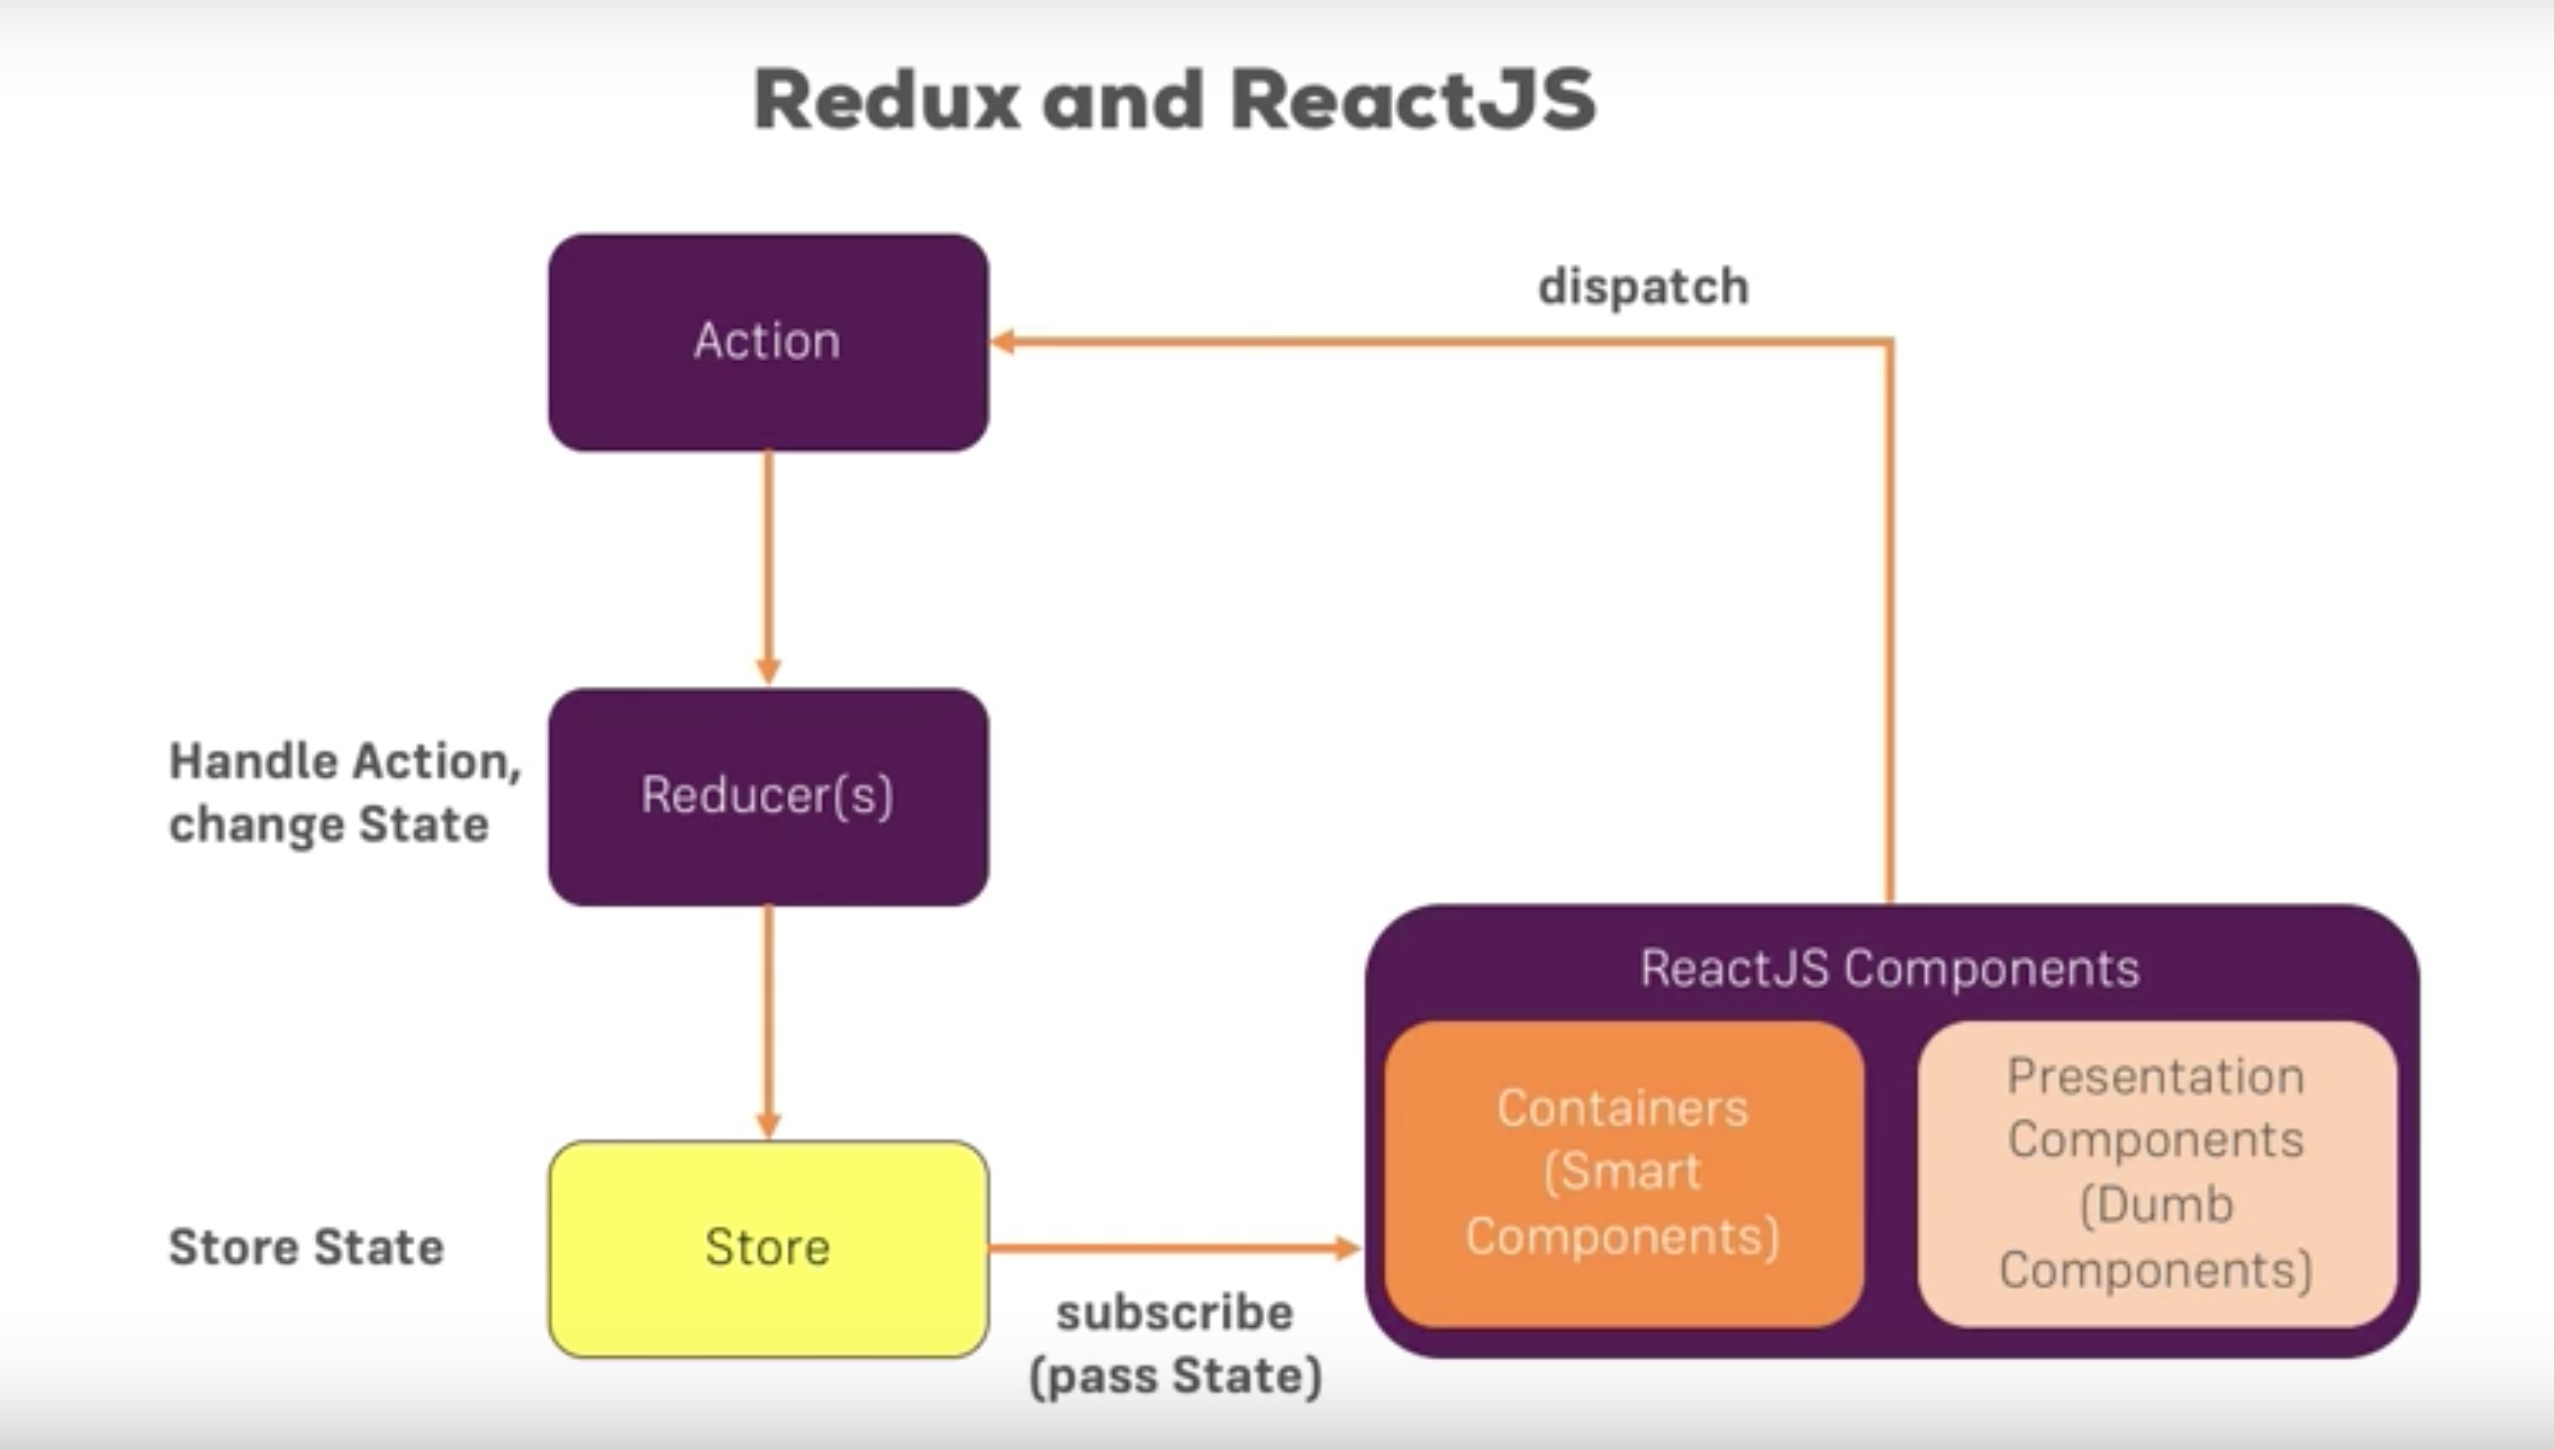 Redux and ReactJS
Action
dispatch
Handle Action,
change State
Reducer(s)
ReactJS Components
Containers
(Smart
Components)
Presentation
Components
(Dumb
Components)
Store State
Store
subscribe
(pass State)